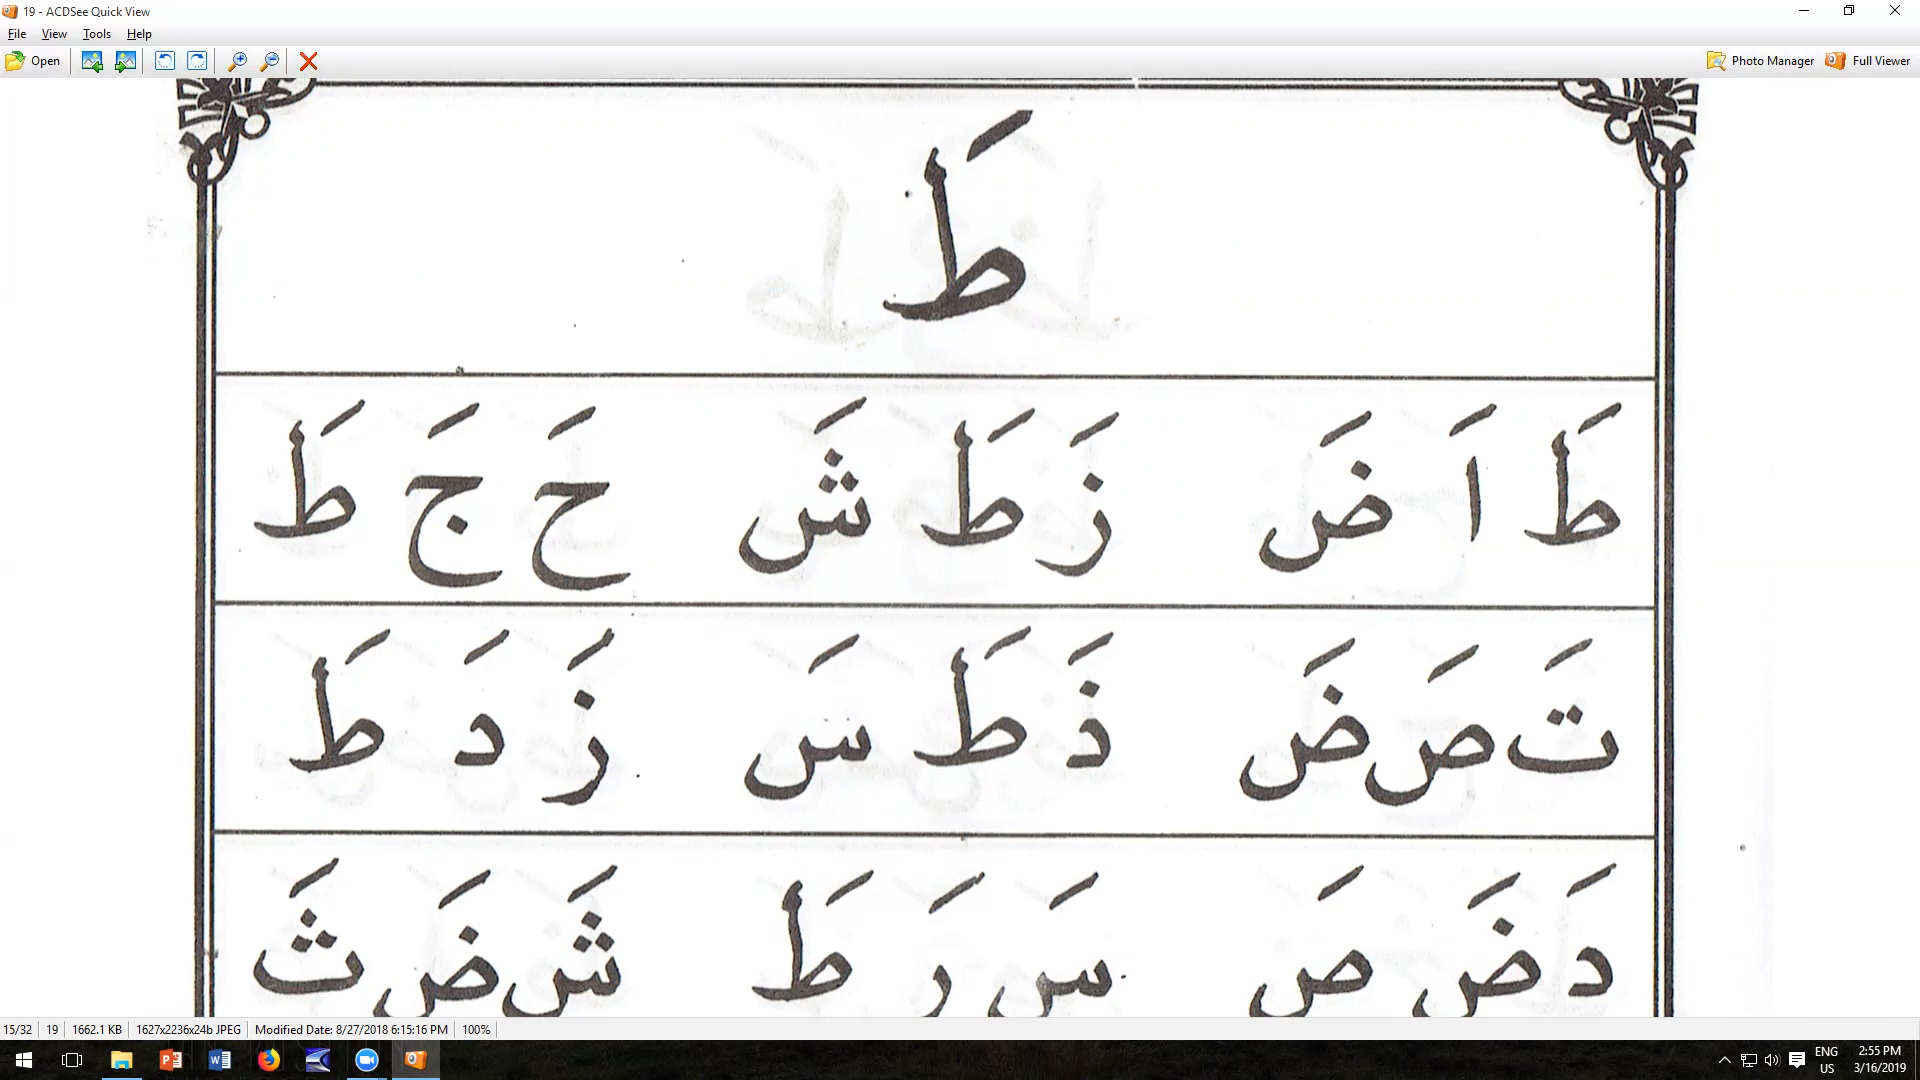 19 - ACDSee Quick View
File View Tools Help
Open Photo Manager Full Viewer
طَ
طَ اَ ضَ زَ طَ شَ حَ جَ طَ
تَ صَ ضَ ذَ طَ سَ زَ دَ طَ
دَ ضَ صَ سَ رَ طَ شَ ضَ ثَ
15/32 19 1662.1 KB 1627x2236x24b JPEG Modified Date: 8/27/2018 6:15:16 PM 100%
ENG 2:55 PM
US 3/16/2019